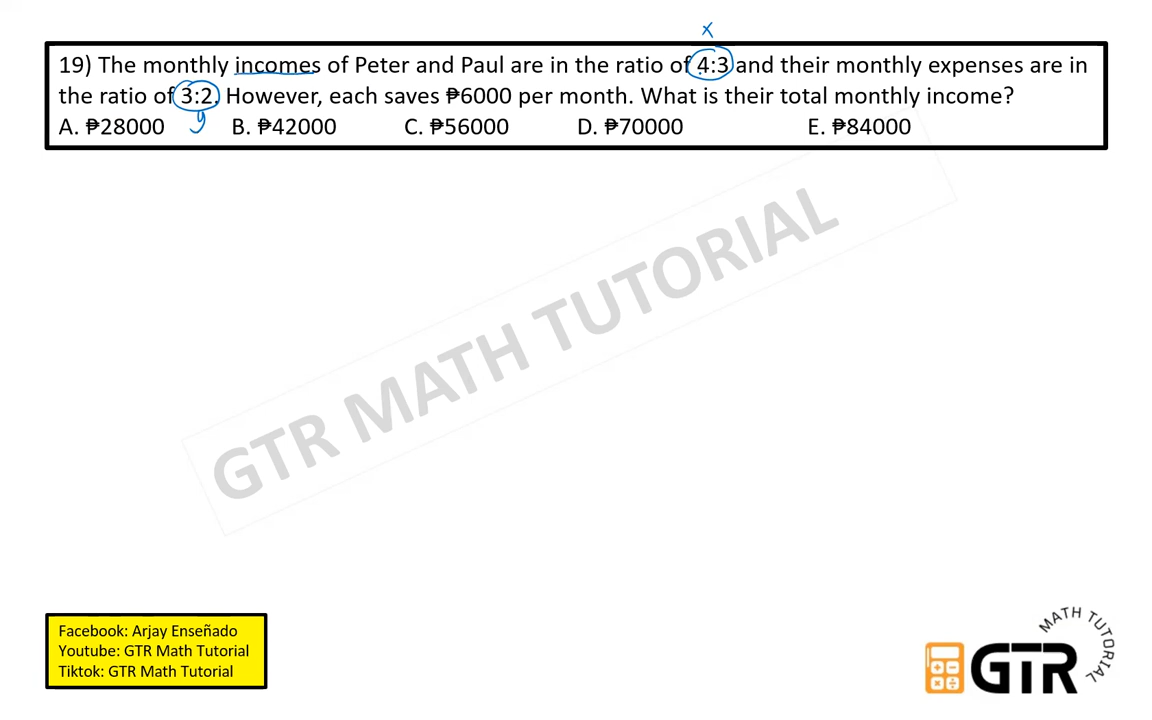 x
19) The monthly incomes of Peter and Paul are in the ratio of 4:3 and their monthly expenses are in
the ratio of 3:2. However, each saves ₱6000 per month. What is their total monthly income?
y
A. ₱28000 B. ₱42000 C. ₱56000 D. ₱70000 E. ₱84000
GTR MATH TUTORIAL
Facebook: Arjay Enseñado
Youtube: GTR Math Tutorial
Tiktok: GTR Math Tutorial
MATH TUTORIAL
GTR